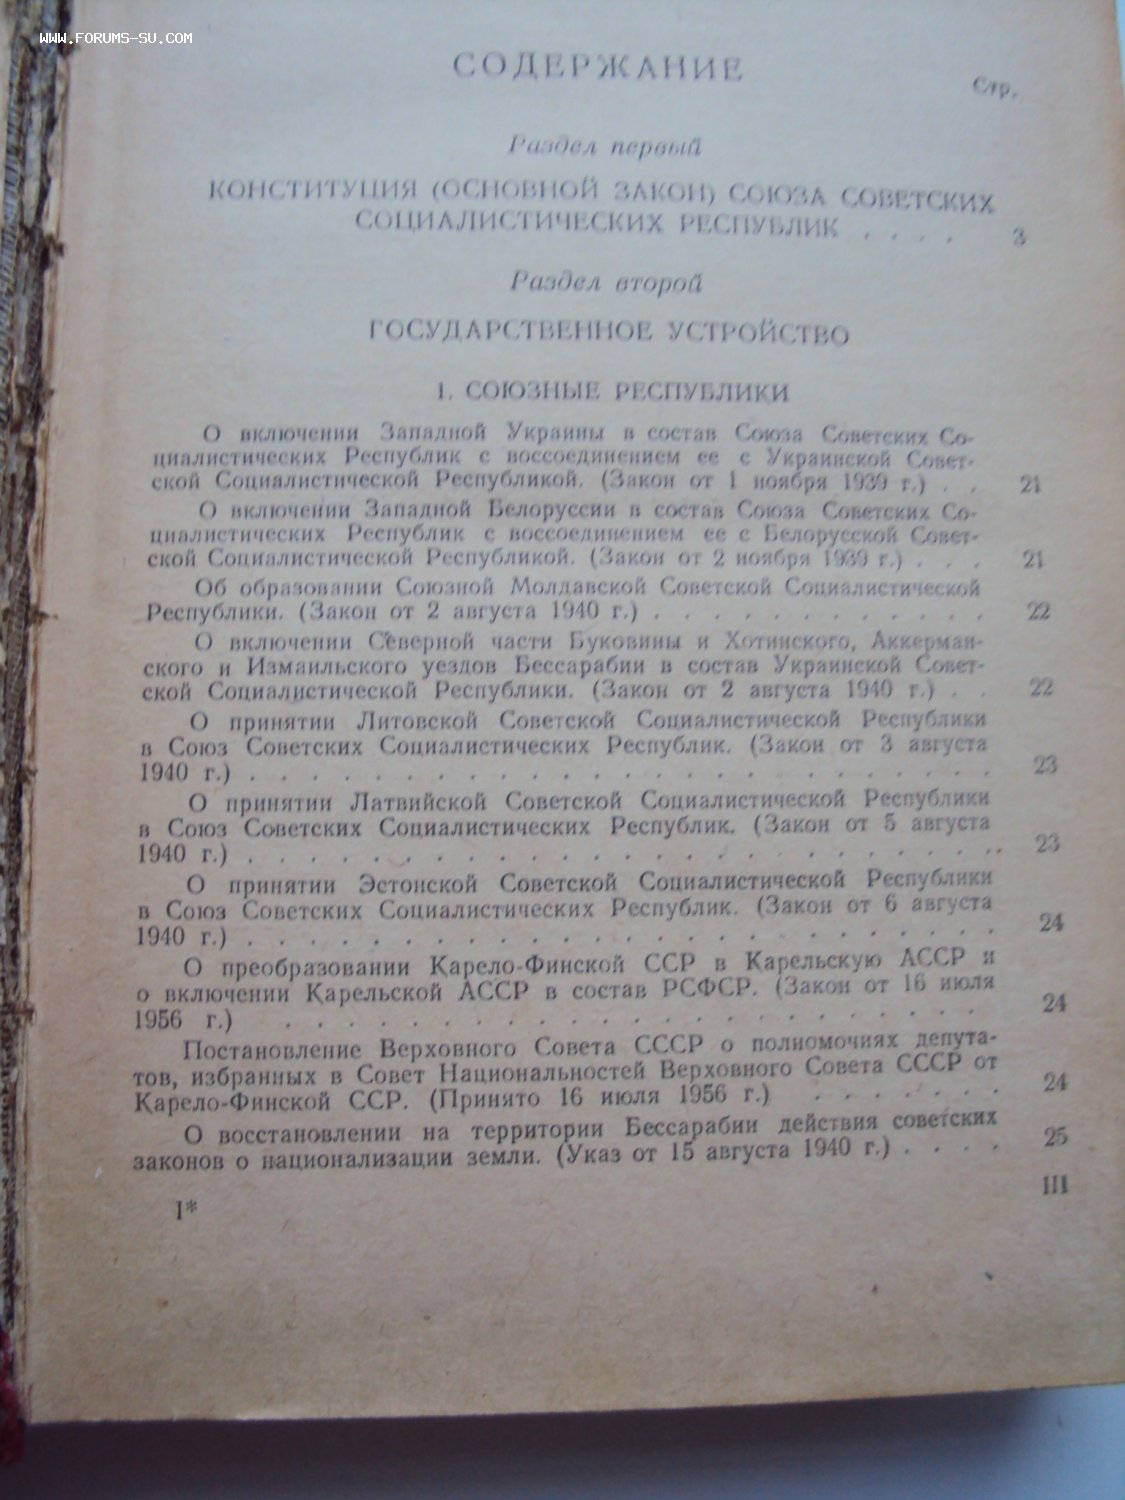 WWW.FORUMS-SU.COM
СОДЕРЖАНИЕ
Стр.
Раздел первый
КОНСТИТУЦИЯ (ОСНОВНОЙ ЗАКОН) СОЮЗА СОВЕТСКИХ
СОЦИАЛИСТИЧЕСКИХ РЕСПУБЛИК . . . . 3
Раздел второй
ГОСУДАРСТВЕННОЕ УСТРОЙСТВО
1. СОЮЗНЫЕ РЕСПУБЛИКИ
О включении Западной Украины в состав Союза Советских Со-
циалистических Республик с воссоединением ее с Украинской Совет-
ской Социалистической Республикой. (Закон от 1 ноября 1939 г.) . . 21
О включении Западной Белоруссии в состав Союза Советских Со-
циалистических Республик с воссоединением ее с Белорусской Совет-
ской Социалистической Республикой. (Закон от 2 ноября 1939 г.) . . . 21
Об образовании Союзной Молдавской Советской Социалистической
Республики. (Закон от 2 августа 1940 г.) . . . . . . . . . . . . 22
О включении Северной части Буковины и Хотинского, Аккерман-
ского и Измаильского уездов Бессарабии в состав Украинской Совет-
ской Социалистической Республики. (Закон от 2 августа 1940 г.) . . 22
О принятии Литовской Советской Социалистической Республики
в Союз Советских Социалистических Республик. (Закон от 3 августа
1940 г.) . . . . . . . . . . . . . . . . . . . . . . . . 23
О принятии Латвийской Советской Социалистической Республики
в Союз Советских Социалистических Республик. (Закон от 5 августа
1940 г.) . . . . . . . . . . . . . . . . . . . . . . . . 23
О принятии Эстонской Советской Социалистической Республики
в Союз Советских Социалистических Республик. (Закон от 6 августа
1940 г.) . . . . . . . . . . . . . . . . . . . . . . . . 24
О преобразовании Карело-Финской ССР в Карельскую АССР и
о включении Карельской АССР в состав РСФСР. (Закон от 16 июля
1956 г.) . . . . . . . . . . . . . . . . . . . . . . . 24
Постановление Верховного Совета СССР о полномочиях депута-
тов, избранных в Совет Национальностей Верховного Совета СССР от
Карело-Финской ССР. (Принято 16 июля 1956 г.) . . . . . . . 24
О восстановлении на территории Бессарабии действия советских
законов о национализации земли. (Указ от 15 августа 1940 г.) . . . . 25
I*
III